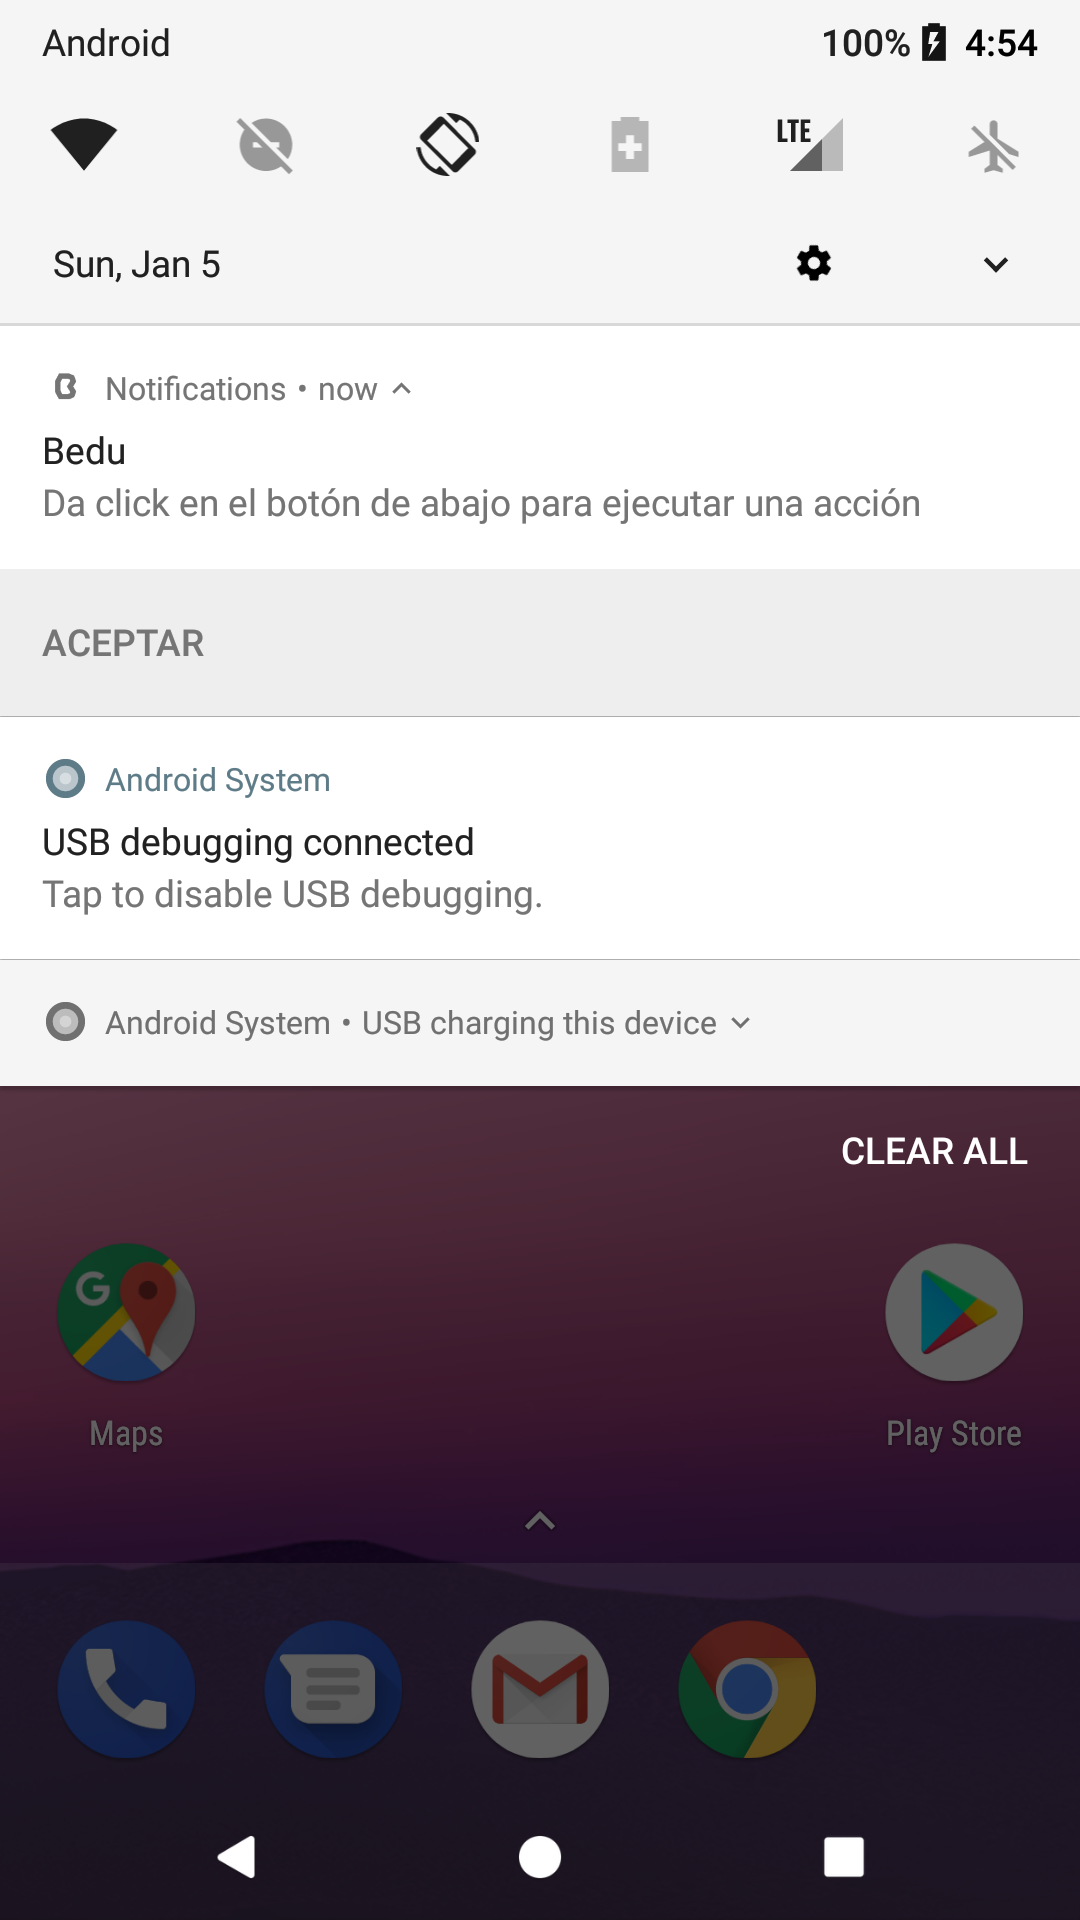 Android 100% 4:54
LTE
Sun, Jan 5
Notifications • now
Bedu
Da click en el botón de abajo para ejecutar una acción
ACEPTAR
Android System
USB debugging connected
Tap to disable USB debugging.
Android System • USB charging this device
CLEAR ALL
G
Maps Play Store